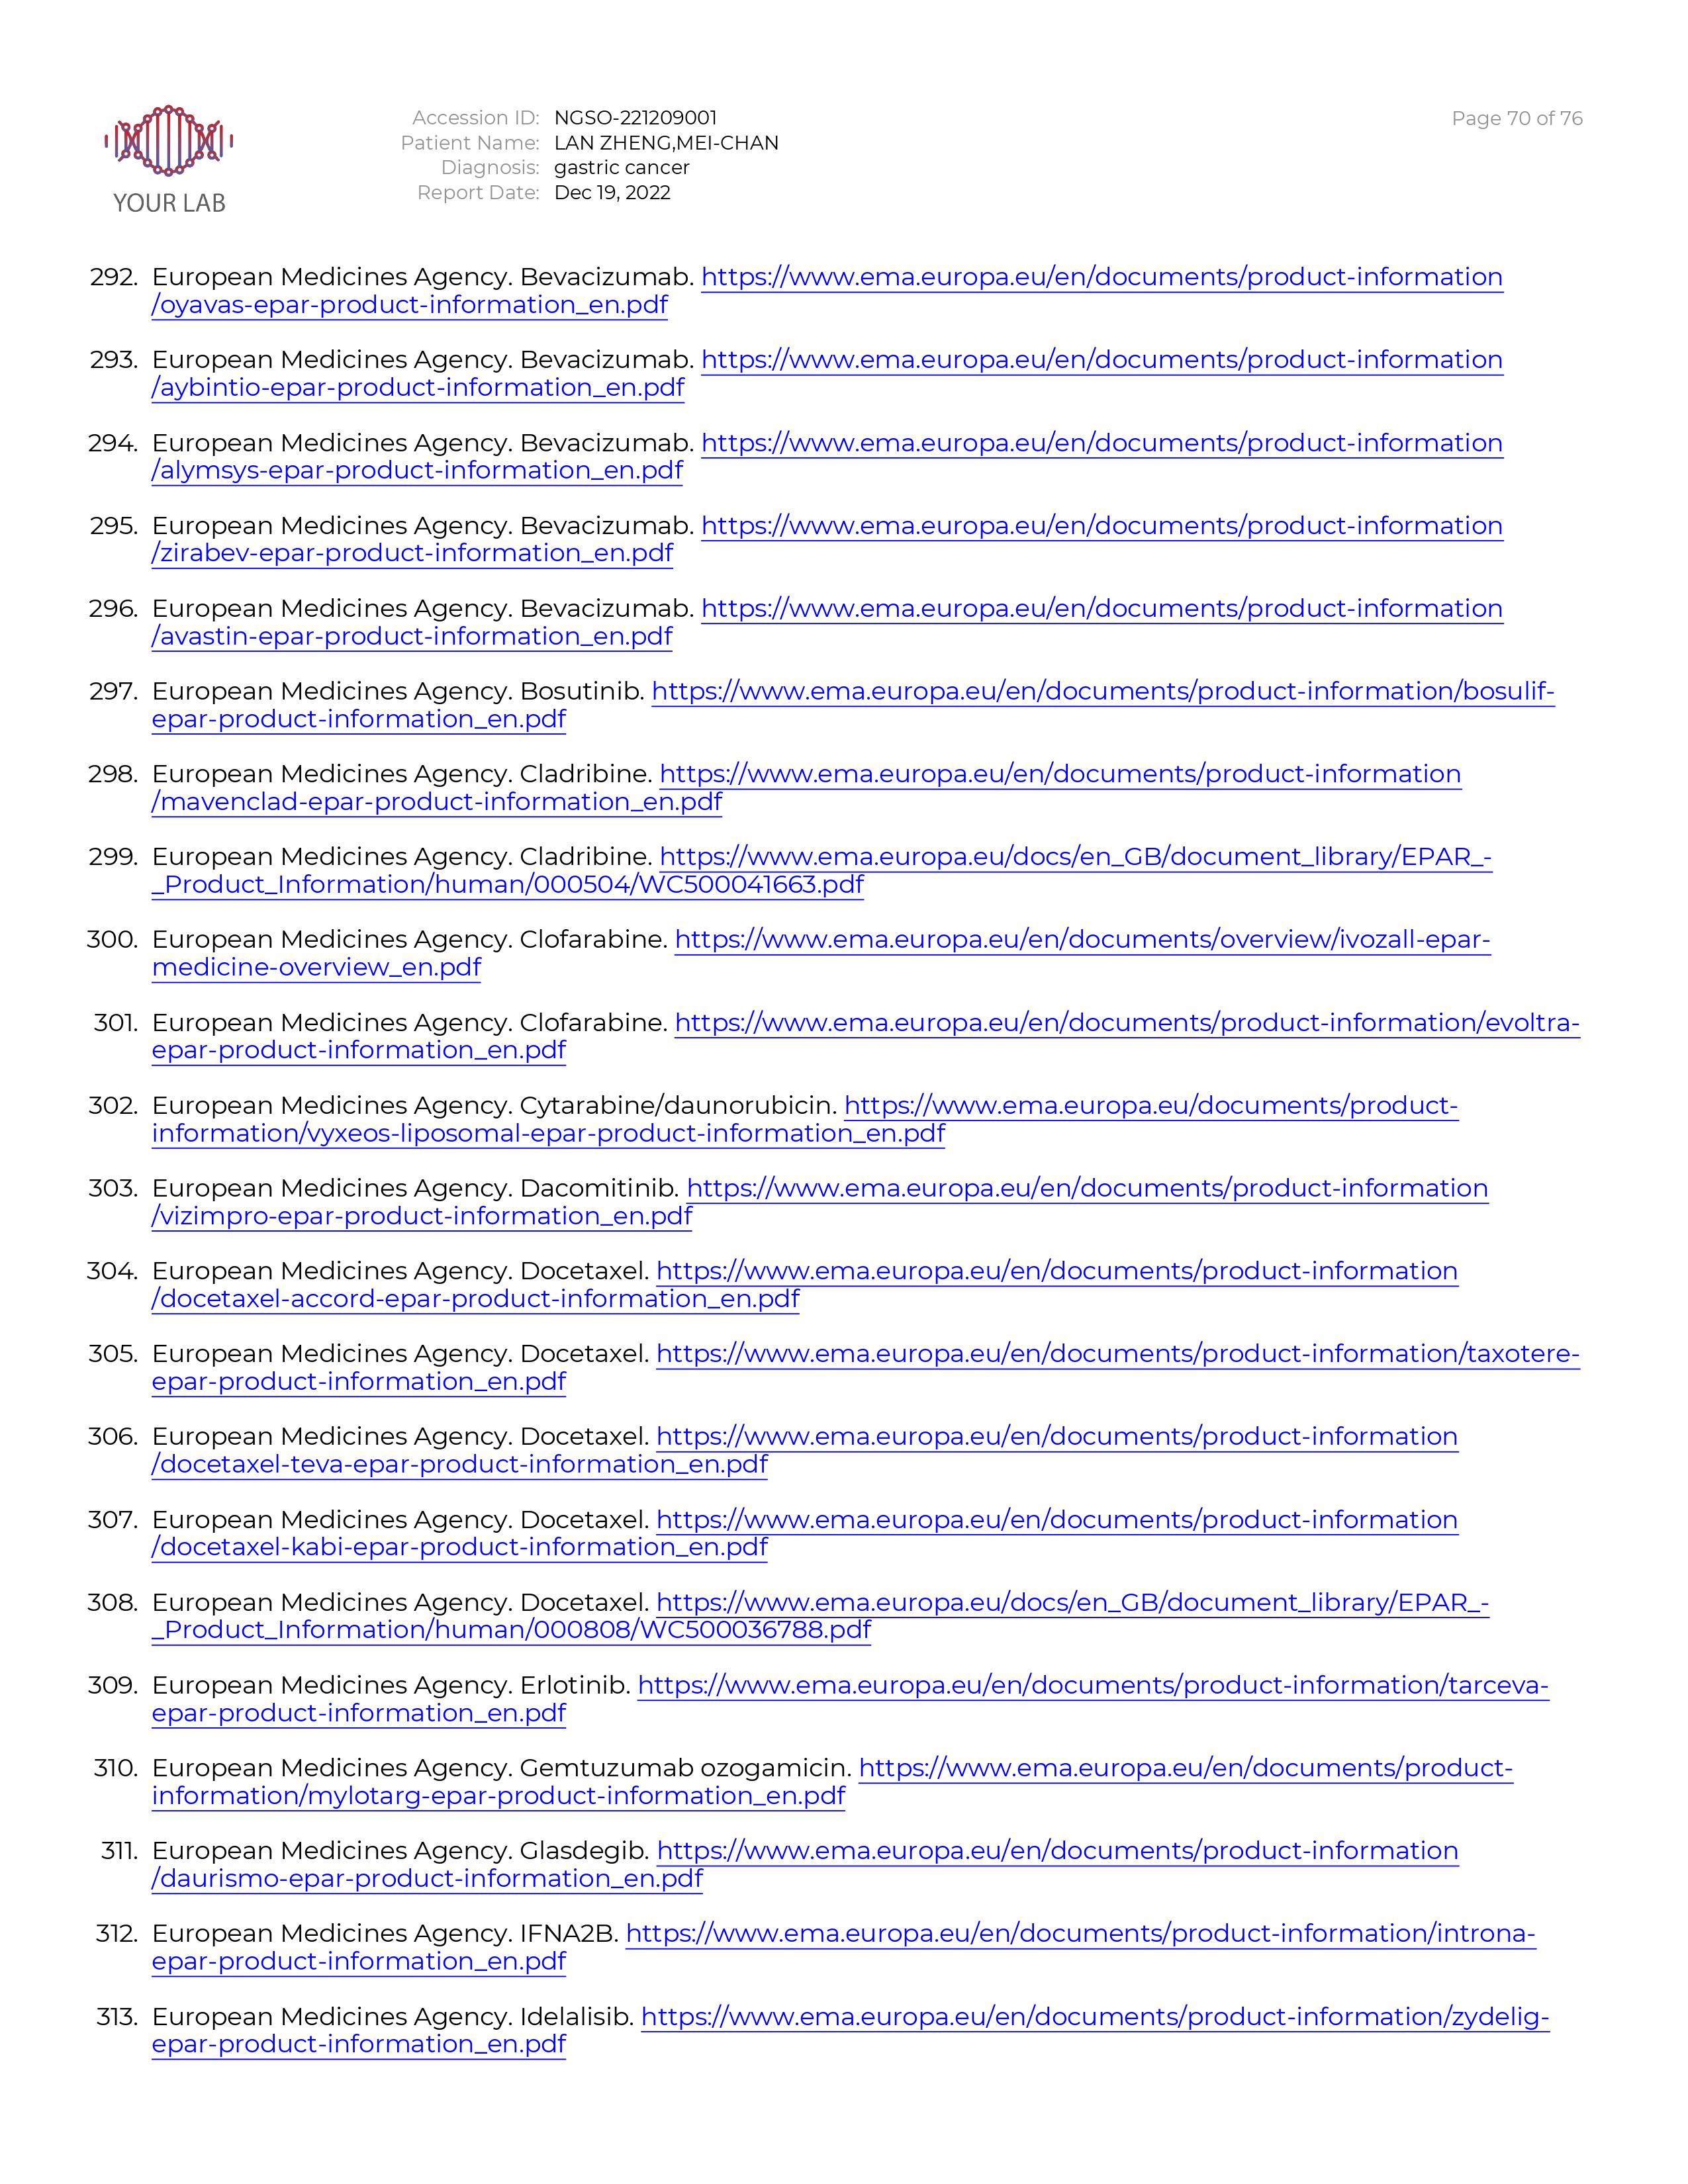 YOUR LAB
Accession ID: NGSO-221209001
Patient Name: LAN ZHENG,MEI-CHAN
Diagnosis: gastric cancer
Report Date: Dec 19, 2022
Page 70 of 76
292. European Medicines Agency. Bevacizumab. https://www.ema.europa.eu/en/documents/product-information
/oyavas-epar-product-information_en.pdf
293. European Medicines Agency. Bevacizumab. https://www.ema.europa.eu/en/documents/product-information
/aybintio-epar-product-information_en.pdf
294. European Medicines Agency. Bevacizumab. https://www.ema.europa.eu/en/documents/product-information
/alymsys-epar-product-information_en.pdf
295. European Medicines Agency. Bevacizumab. https://www.ema.europa.eu/en/documents/product-information
/zirabev-epar-product-information_en.pdf
296. European Medicines Agency. Bevacizumab. https://www.ema.europa.eu/en/documents/product-information
/avastin-epar-product-information_en.pdf
297. European Medicines Agency. Bosutinib. https://www.ema.europa.eu/en/documents/product-information/bosulif-
epar-product-information_en.pdf
298. European Medicines Agency. Cladribine. https://www.ema.europa.eu/en/documents/product-information
/mavenclad-epar-product-information_en.pdf
299. European Medicines Agency. Cladribine. https://www.ema.europa.eu/docs/en_GB/document_library/EPAR_-
_Product_Information/human/000504/WC500041663.pdf
300. European Medicines Agency. Clofarabine. https://www.ema.europa.eu/en/documents/overview/ivozall-epar-
medicine-overview_en.pdf
301. European Medicines Agency. Clofarabine. https://www.ema.europa.eu/en/documents/product-information/evoltra-
epar-product-information_en.pdf
302. European Medicines Agency. Cytarabine/daunorubicin. https://www.ema.europa.eu/documents/product-
information/vyxeos-liposomal-epar-product-information_en.pdf
303. European Medicines Agency. Dacomitinib. https://www.ema.europa.eu/en/documents/product-information
/vizimpro-epar-product-information_en.pdf
304. European Medicines Agency. Docetaxel. https://www.ema.europa.eu/en/documents/product-information
/docetaxel-accord-epar-product-information_en.pdf
305. European Medicines Agency. Docetaxel. https://www.ema.europa.eu/en/documents/product-information/taxotere-
epar-product-information_en.pdf
306. European Medicines Agency. Docetaxel. https://www.ema.europa.eu/en/documents/product-information
/docetaxel-teva-epar-product-information_en.pdf
307. European Medicines Agency. Docetaxel. https://www.ema.europa.eu/en/documents/product-information
/docetaxel-kabi-epar-product-information_en.pdf
308. European Medicines Agency. Docetaxel. https://www.ema.europa.eu/docs/en_GB/document_library/EPAR_-
_Product_Information/human/000808/WC500036788.pdf
309. European Medicines Agency. Erlotinib. https://www.ema.europa.eu/en/documents/product-information/tarceva-
epar-product-information_en.pdf
310. European Medicines Agency. Gemtuzumab ozogamicin. https://www.ema.europa.eu/en/documents/product-
information/mylotarg-epar-product-information_en.pdf
311. European Medicines Agency. Glasdegib. https://www.ema.europa.eu/en/documents/product-information
/daurismo-epar-product-information_en.pdf
312. European Medicines Agency. IFNA2B. https://www.ema.europa.eu/en/documents/product-information/introna-
epar-product-information_en.pdf
313. European Medicines Agency. Idelalisib. https://www.ema.europa.eu/en/documents/product-information/zydelig-
epar-product-information_en.pdf